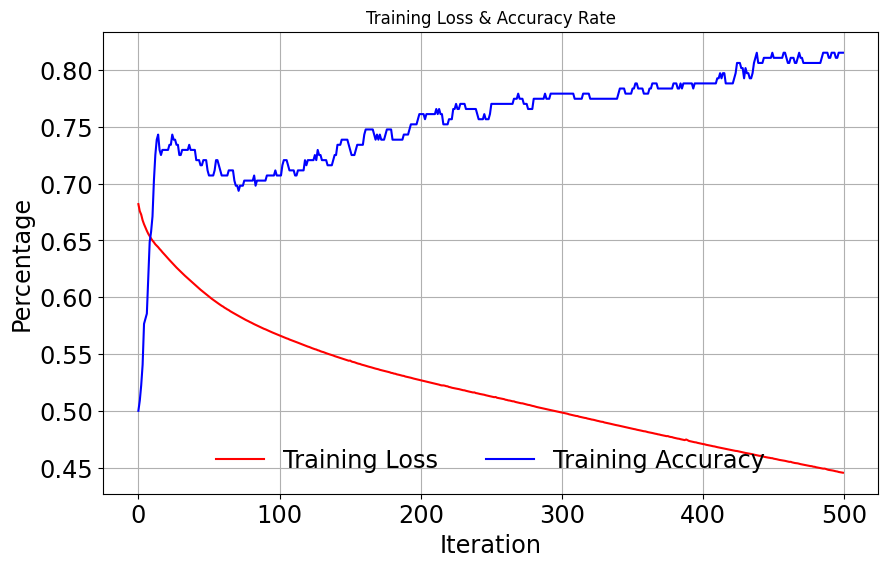 Training Loss & Accuracy Rate
Percentage
0.80
0.75
0.70
0.65
0.60
0.55
0.50
0.45
Training Loss
Training Accuracy
0 100 200 300 400 500
Iteration